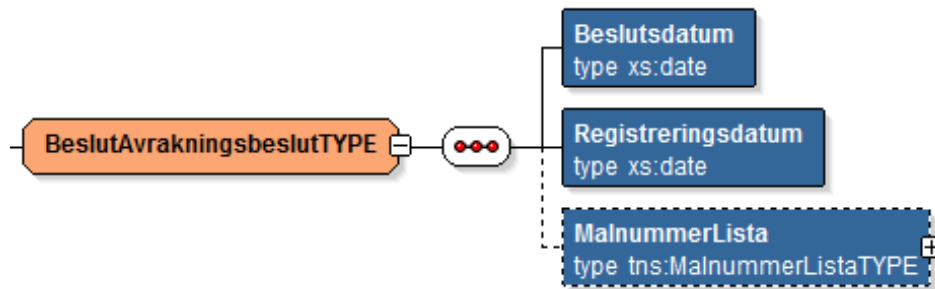 BeslutAvrakningsbeslutTYPE
Beslutsdatum
type xs:date
Registreringsdatum
type xs:date
MalnummerLista
type tns:MalnummerListaTYPE